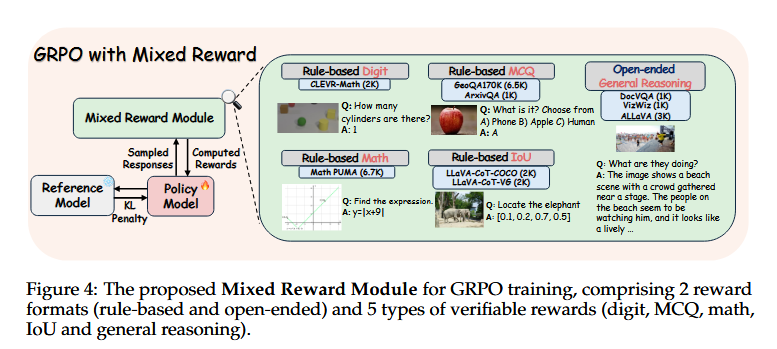 GRPO with Mixed Reward
Mixed Reward Module
Sampled
Responses
Computed
Rewards
Reference
Model
KL
Penalty
Policy
Model
Rule-based Digit
CLEVR-Math (2K)
Q: How many
cylinders are there?
A: 1
Rule-based MCQ
GeoQA170K (6.5K)
ArxivQA (1K)
Q: What is it? Choose from
A) Phone B) Apple C) Human
A: A
Open-ended
General Reasoning
DocVQA (1K)
VizWiz (1K)
ALLaVA (3K)
Q: What are they doing?
A: The image shows a beach
scene with a crowd gathered
near a stage. The people on
the beach seem to be
watching him, and it looks like
a lively ...
Rule-based Math
Math PUMA (6.7K)
Q: Find the expression.
A: y=|x+9|
Rule-based IoU
LLaVA-CoT-COCO (2K)
LLaVA-CoT-VG (2K)
Q: Locate the elephant
A: [0.1, 0.2, 0.7, 0.5]
Figure 4: The proposed Mixed Reward Module for GRPO training, comprising 2 reward
formats (rule-based and open-ended) and 5 types of verifiable rewards (digit, MCQ, math,
IoU and general reasoning).